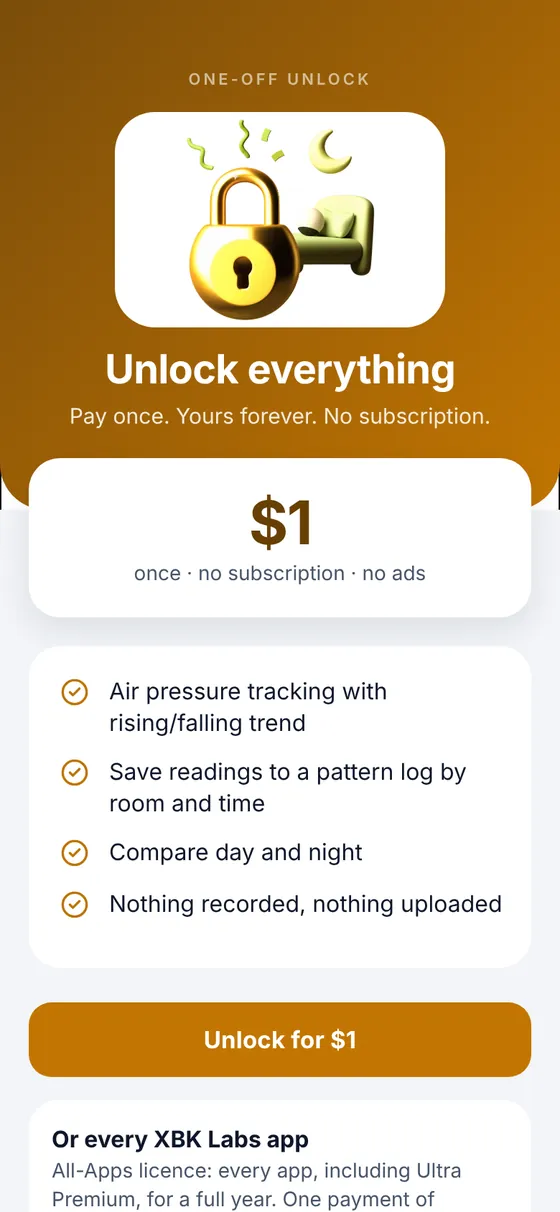 ONE-OFF UNLOCK
Unlock everything
Pay once. Yours forever. No subscription.
$1
once · no subscription · no ads
Air pressure tracking with
rising/falling trend
Save readings to a pattern log by
room and time
Compare day and night
Nothing recorded, nothing uploaded
Unlock for $1
Or every XBK Labs app
All-Apps licence: every app, including Ultra
Premium, for a full year. One payment of